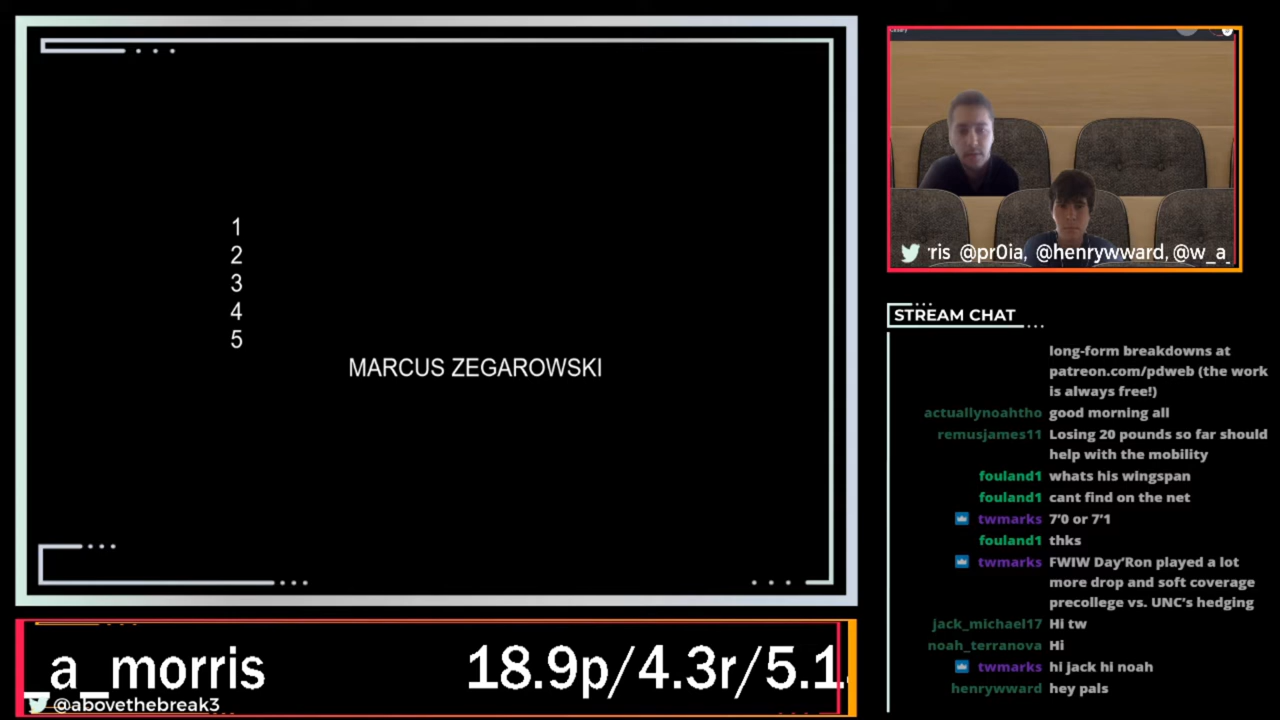 1
2
3
4
5
MARCUS ZEGAROWSKI
ris @pr0ia, @henrywward, @w_a_
STREAM CHAT
long-form breakdowns at
patreon.com/pdweb (the work
is always free!)
actuallynoahtho good morning all
remusjames11 Losing 20 pounds so far should
help with the mobility
fouland1 whats his wingspan
fouland1 cant find on the net
twmarks 7'0 or 7'1
fouland1 thks
twmarks FWIW Day'Ron played a lot
more drop and soft coverage
precollege vs. UNC's hedging
jack_michael17 Hi tw
noah_terranova Hi
twmarks hi jack hi noah
henrywward hey pals
a_morris 18.9p/4.3r/5.1
@abovethebreak3